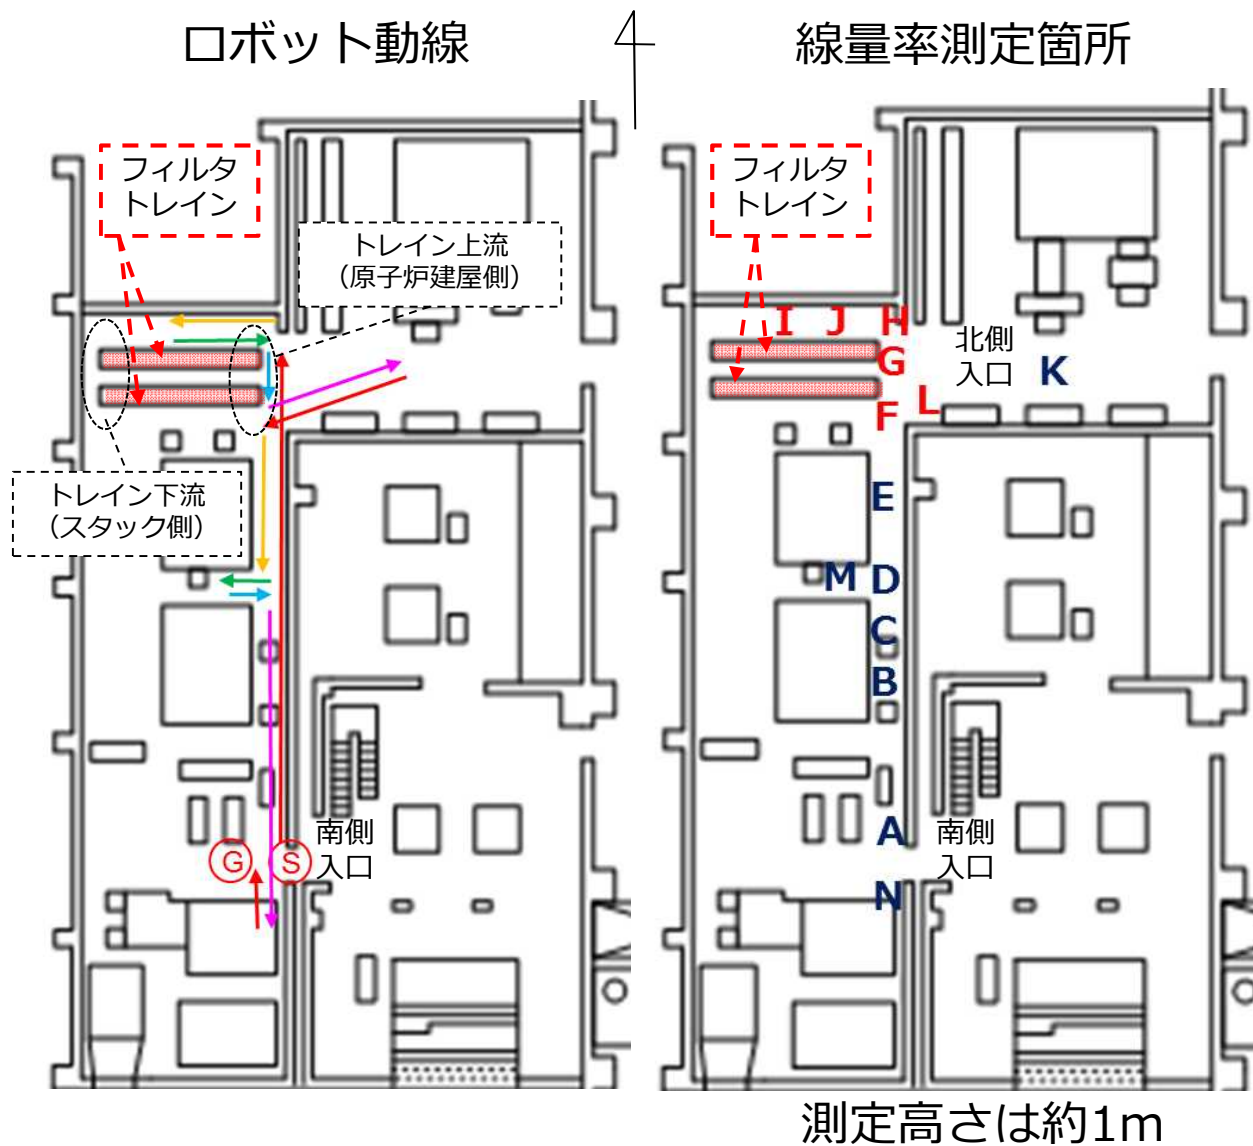 ロボット動線
フィルタ
トレイン
トレイン上流
（原子炉建屋側）
トレイン下流
（スタック側）
南側
入口
G
S
線量率測定箇所
フィルタ
トレイン
I
J
H
G
北側
入口
K
L
F
E
M
D
C
B
A
南側
入口
N
測定高さは約1m